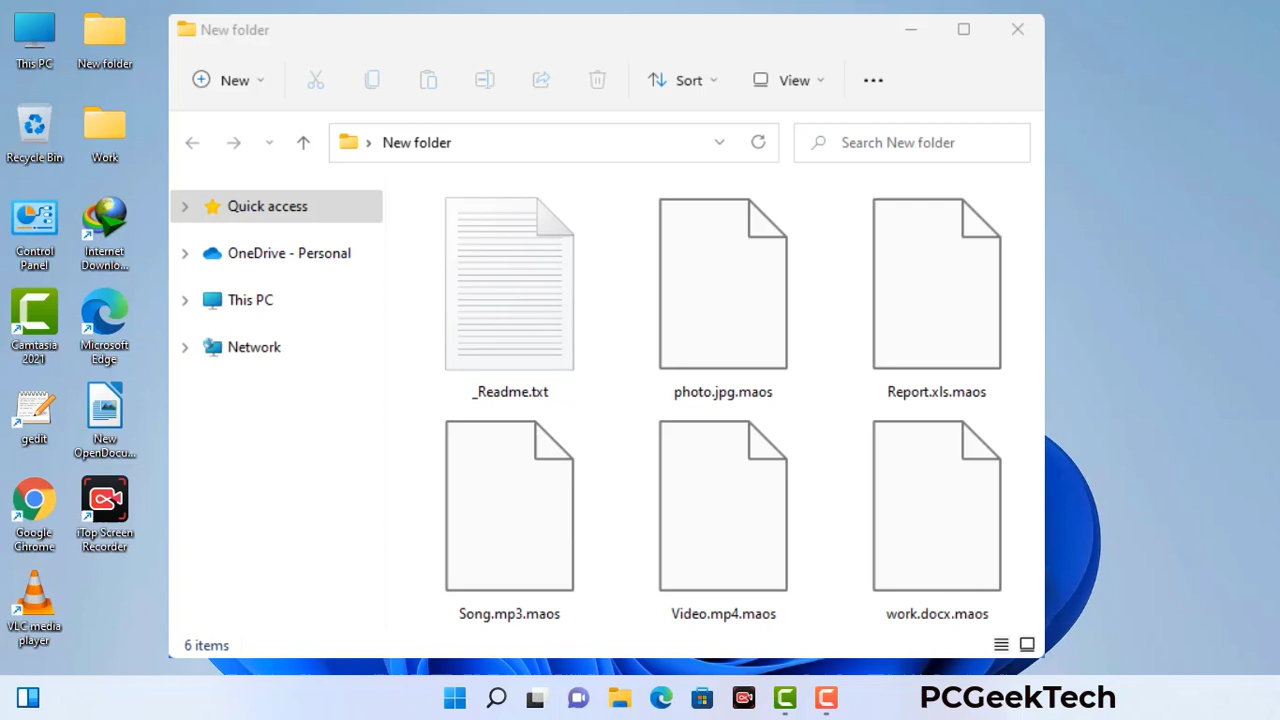 This PC
New folder
Recycle Bin
Work
Control
Panel
Internet
Downlo...
Camtasia
2021
Microsoft
Edge
gedit
New
OpenDocu...
Google
Chrome
iTop Screen
Recorder
VLC media
player
New folder
New
Sort
View
New folder
Search New folder
Quick access
OneDrive - Personal
This PC
Network
_Readme.txt
photo.jpg.maos
Report.xls.maos
Song.mp3.maos
Video.mp4.maos
work.docx.maos
6 items
PCGeekTech